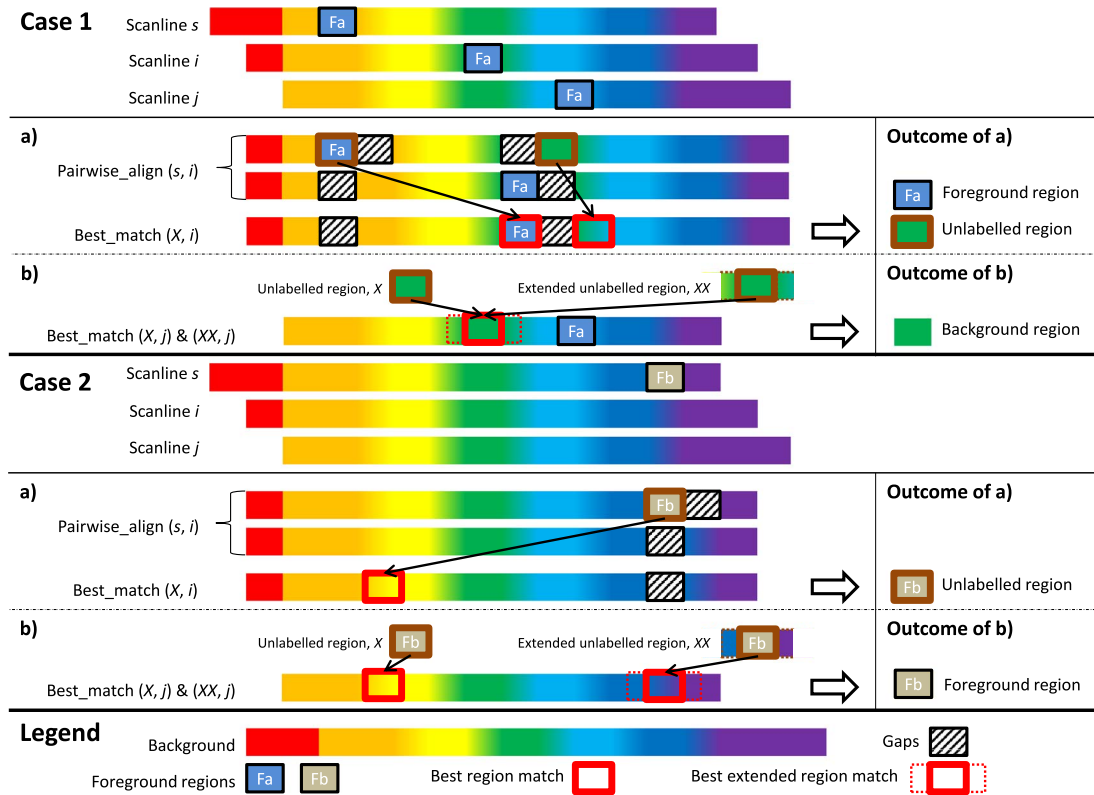 Case 1
Scanline s
Fa
Scanline i
Fa
Scanline j
Fa
a)
Outcome of a)
Pairwise_align (s, i)
Fa
Fa
Fa
Foreground region
Best_match (X, i)
Fa
Unlabelled region
b)
Outcome of b)
Unlabelled region, X
Extended unlabelled region, XX
Best_match (X, j) & (XX, j)
Fa
Background region
Case 2
Scanline s
Fb
Scanline i
Scanline j
a)
Outcome of a)
Pairwise_align (s, i)
Fb
Best_match (X, i)
Fb
Unlabelled region
b)
Outcome of b)
Unlabelled region, X
Fb
Extended unlabelled region, XX
Fb
Best_match (X, j) & (XX, j)
Fb
Foreground region
Legend
Background
Gaps
Foreground regions
Fa
Fb
Best region match
Best extended region match